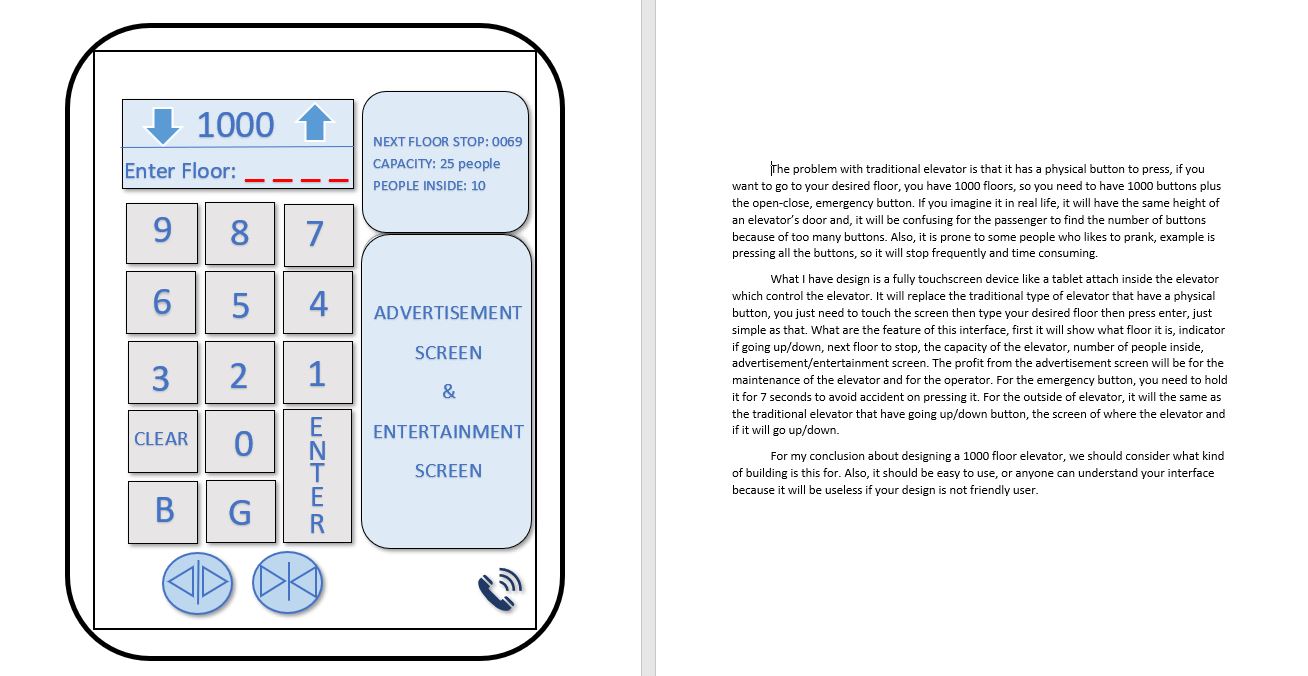 1000
Enter Floor: _ _ _ _
NEXT FLOOR STOP: 0069
CAPACITY: 25 people
PEOPLE INSIDE: 10
9 8 7
6 5 4
3 2 1
CLEAR 0 ENTER
B G
ADVERTISEMENT
SCREEN
&
ENTERTAINMENT
SCREEN
The problem with traditional elevator is that it has a physical button to press, if you
want to go to your desired floor, you have 1000 floors, so you need to have 1000 buttons plus
the open-close, emergency button. If you imagine it in real life, it will have the same height of
an elevator’s door and, it will be confusing for the passenger to find the number of buttons
because of too many buttons. Also, it is prone to some people who likes to prank, example is
pressing all the buttons, so it will stop frequently and time consuming.
What I have design is a fully touchscreen device like a tablet attach inside the elevator
which control the elevator. It will replace the traditional type of elevator that have a physical
button, you just need to touch the screen then type your desired floor then press enter, just
simple as that. What are the feature of this interface, first it will show what floor it is, indicator
if going up/down, next floor to stop, the capacity of the elevator, number of people inside,
advertisement/entertainment screen. The profit from the advertisement screen will be for the
maintenance of the elevator and for the operator. For the emergency button, you need to hold
it for 7 seconds to avoid accident on pressing it. For the outside of elevator, it will the same as
the traditional elevator that have going up/down button, the screen of where the elevator and
if it will go up/down.
For my conclusion about designing a 1000 floor elevator, we should consider what kind
of building is this for. Also, it should be easy to use, or anyone can understand your interface
because it will be useless if your design is not friendly user.